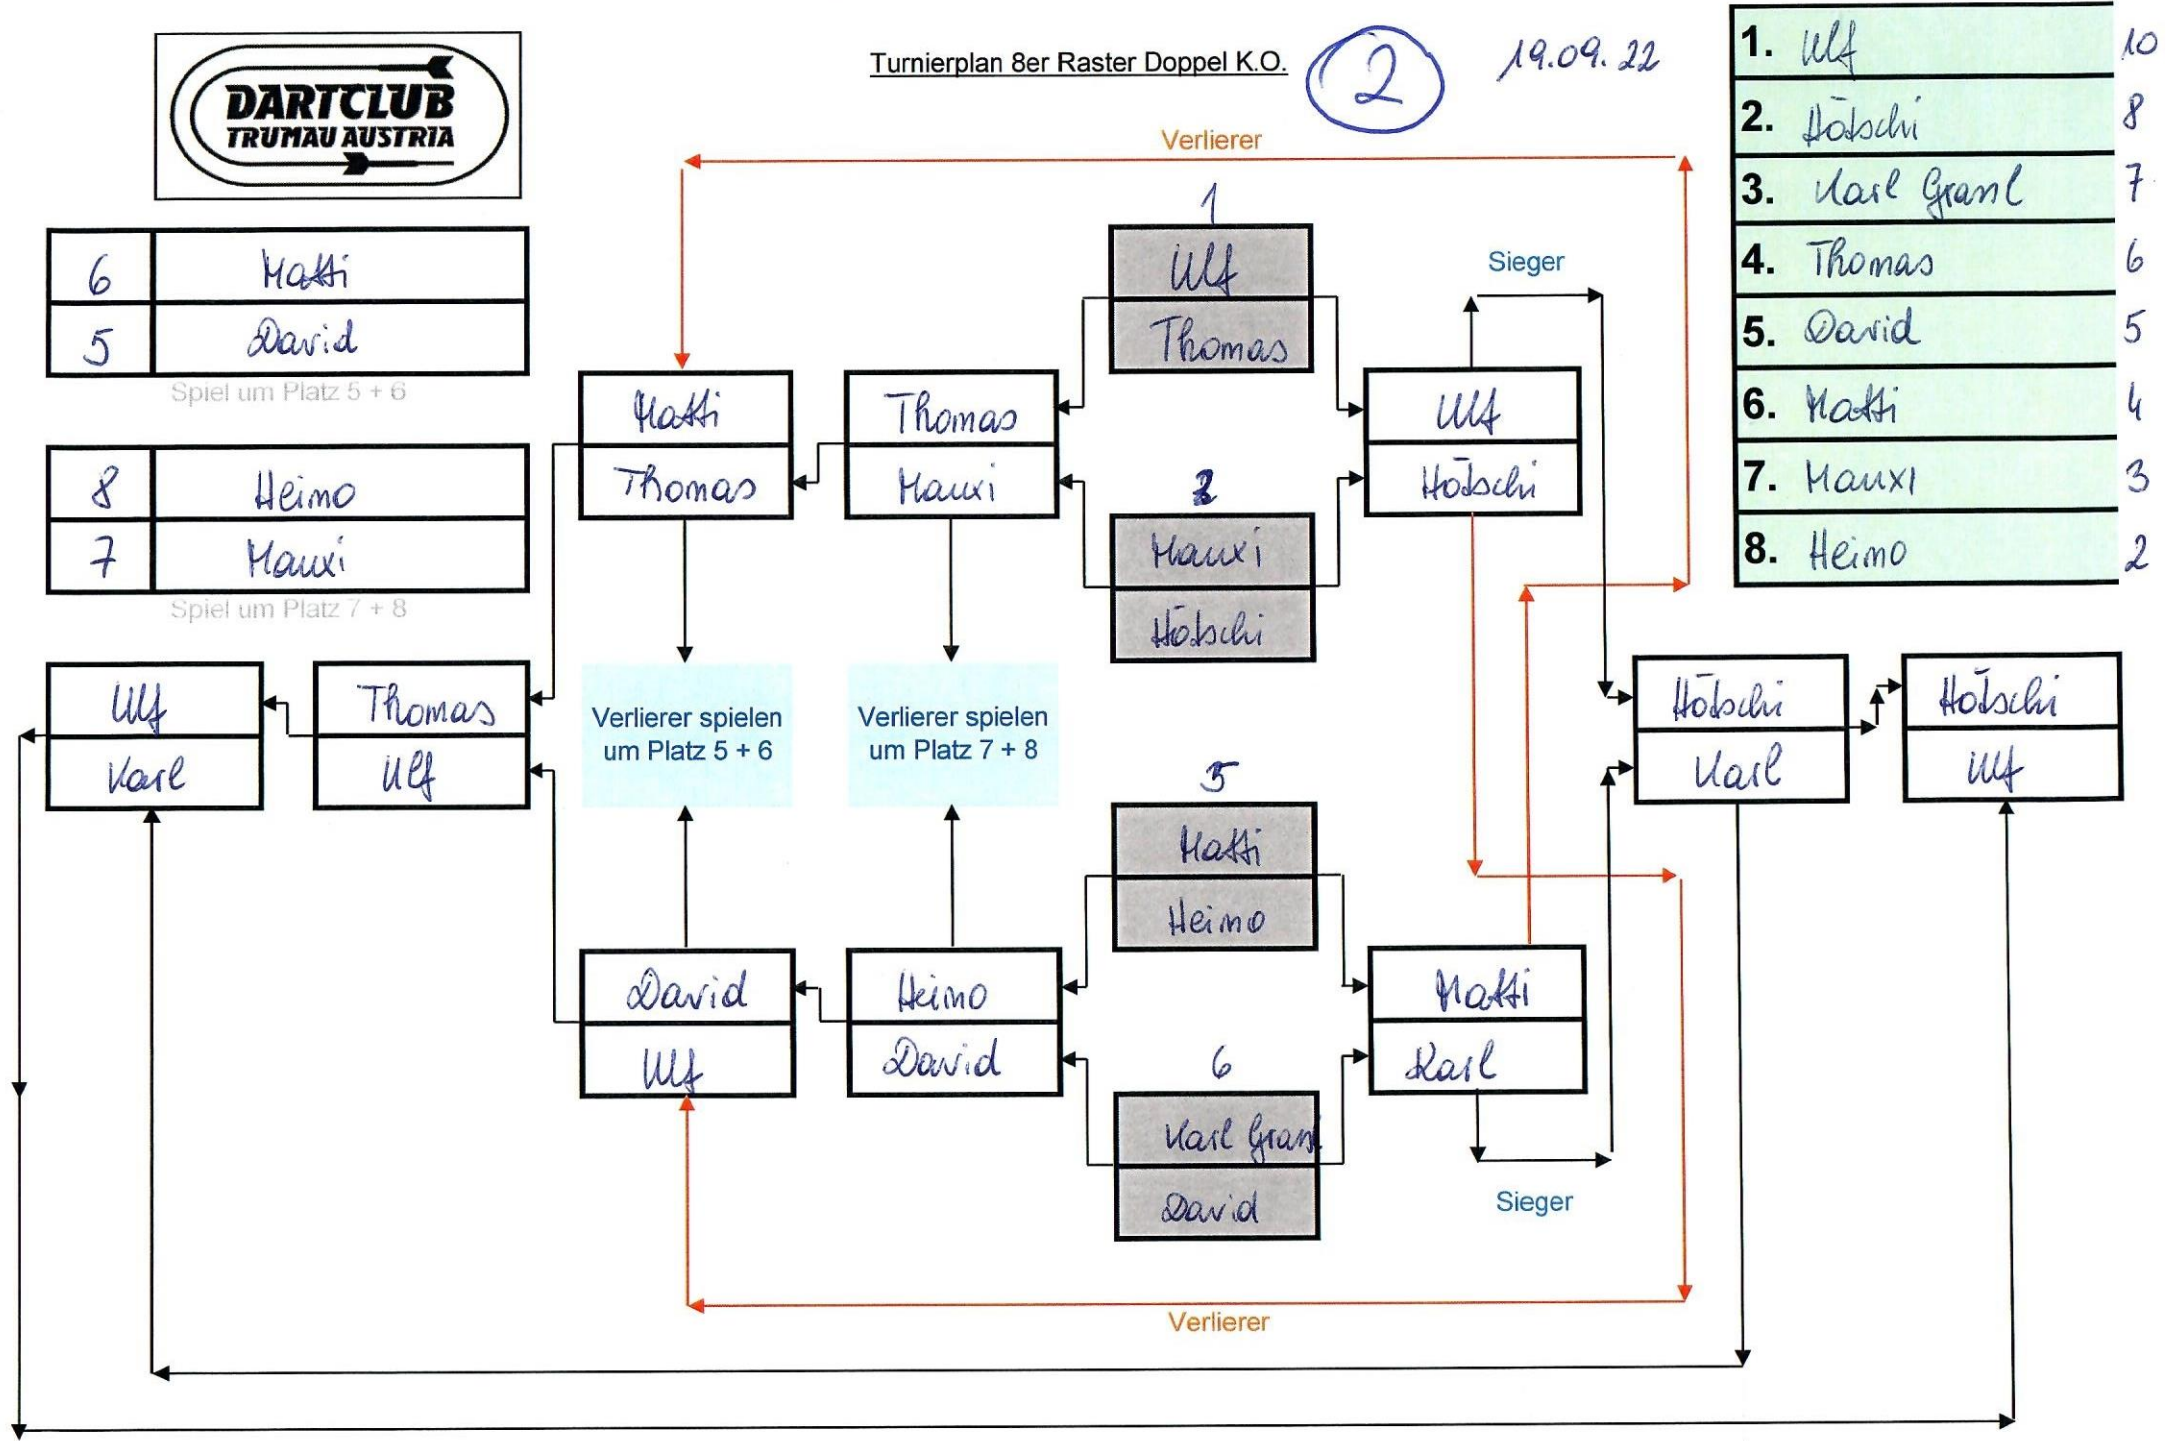 DARTCLUB
TRUMAU AUSTRIA
Turnierplan 8er Raster Doppel K.O.
2
19.09.22
1. Ulf 10
2. Hötschi 8
3. Karl Grassl 7
4. Thomas 6
5. David 5
6. Matti 4
7. Mauxi 3
8. Heimo 2
Verlierer
6 Matti
5 David
Spiel um Platz 5 + 6
8 Heimo
7 Mauxi
Spiel um Platz 7 + 8
1
Ulf
Thomas
Sieger
Matti
Thomas
Thomas
Mauxi
Ulf
Hötschi
2
Mauxi
Hötschi
Ulf
Karl
Thomas
Ulf
Verlierer spielen
um Platz 5 + 6
Verlierer spielen
um Platz 7 + 8
Hötschi
Karl
Hötschi
Ulf
5
Matti
Heimo
David
Ulf
Heimo
David
Matti
Karl
6
Karl Grassl
David
Sieger
Verlierer